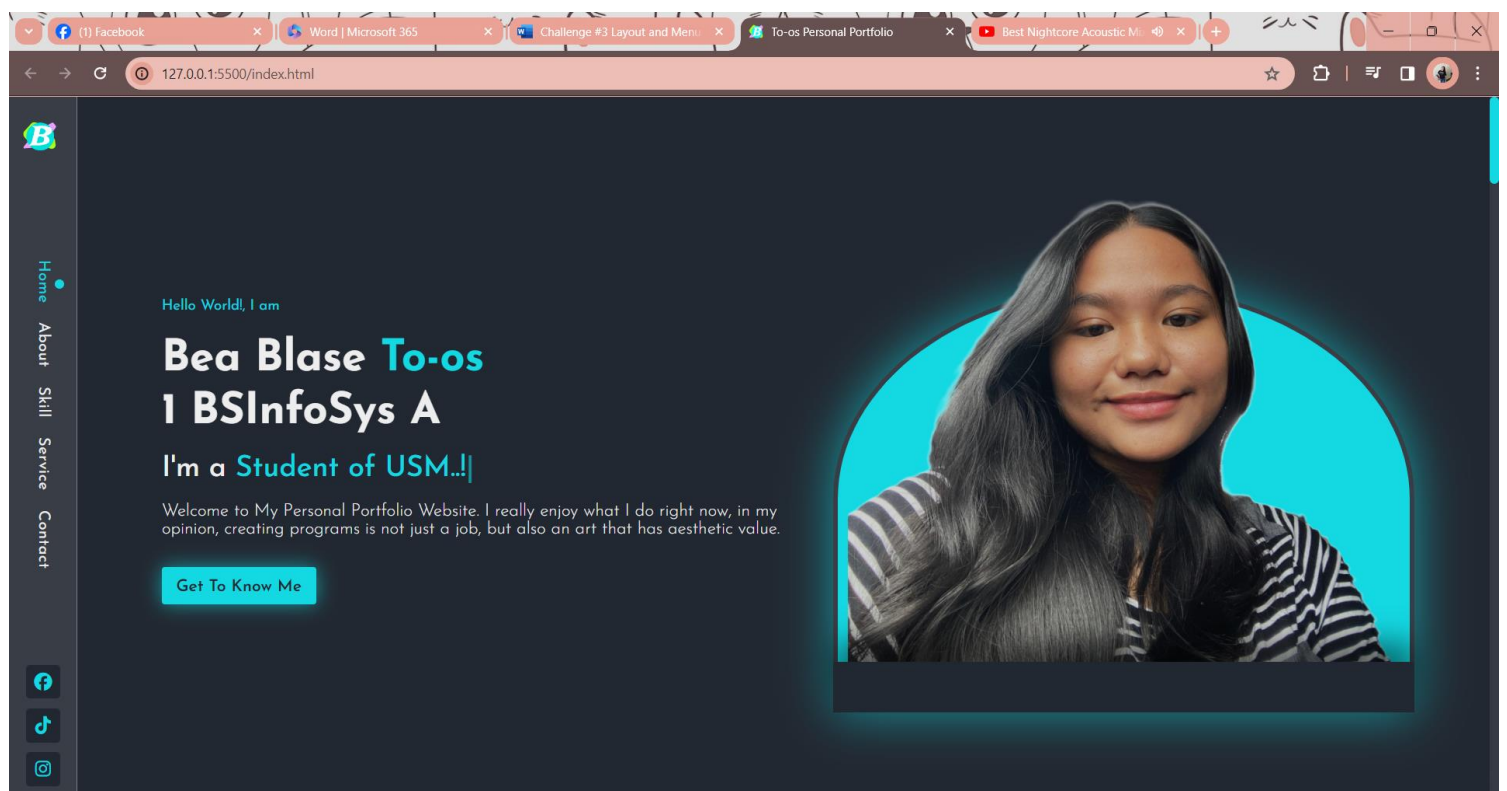 (1) Facebook
Word | Microsoft 365
Challenge #3 Layout and Menu
To-os Personal Portfolio
Best Nightcore Acoustic Mi
127.0.0.1:5500/index.html
B
Home
About
Skill
Service
Contact
Hello World!, I am
Bea Blase To-os
1 BSInfoSys A
I'm a Student of USM..!
Welcome to My Personal Portfolio Website. I really enjoy what I do right now, in my
opinion, creating programs is not just a job, but also an art that has aesthetic value.
Get To Know Me